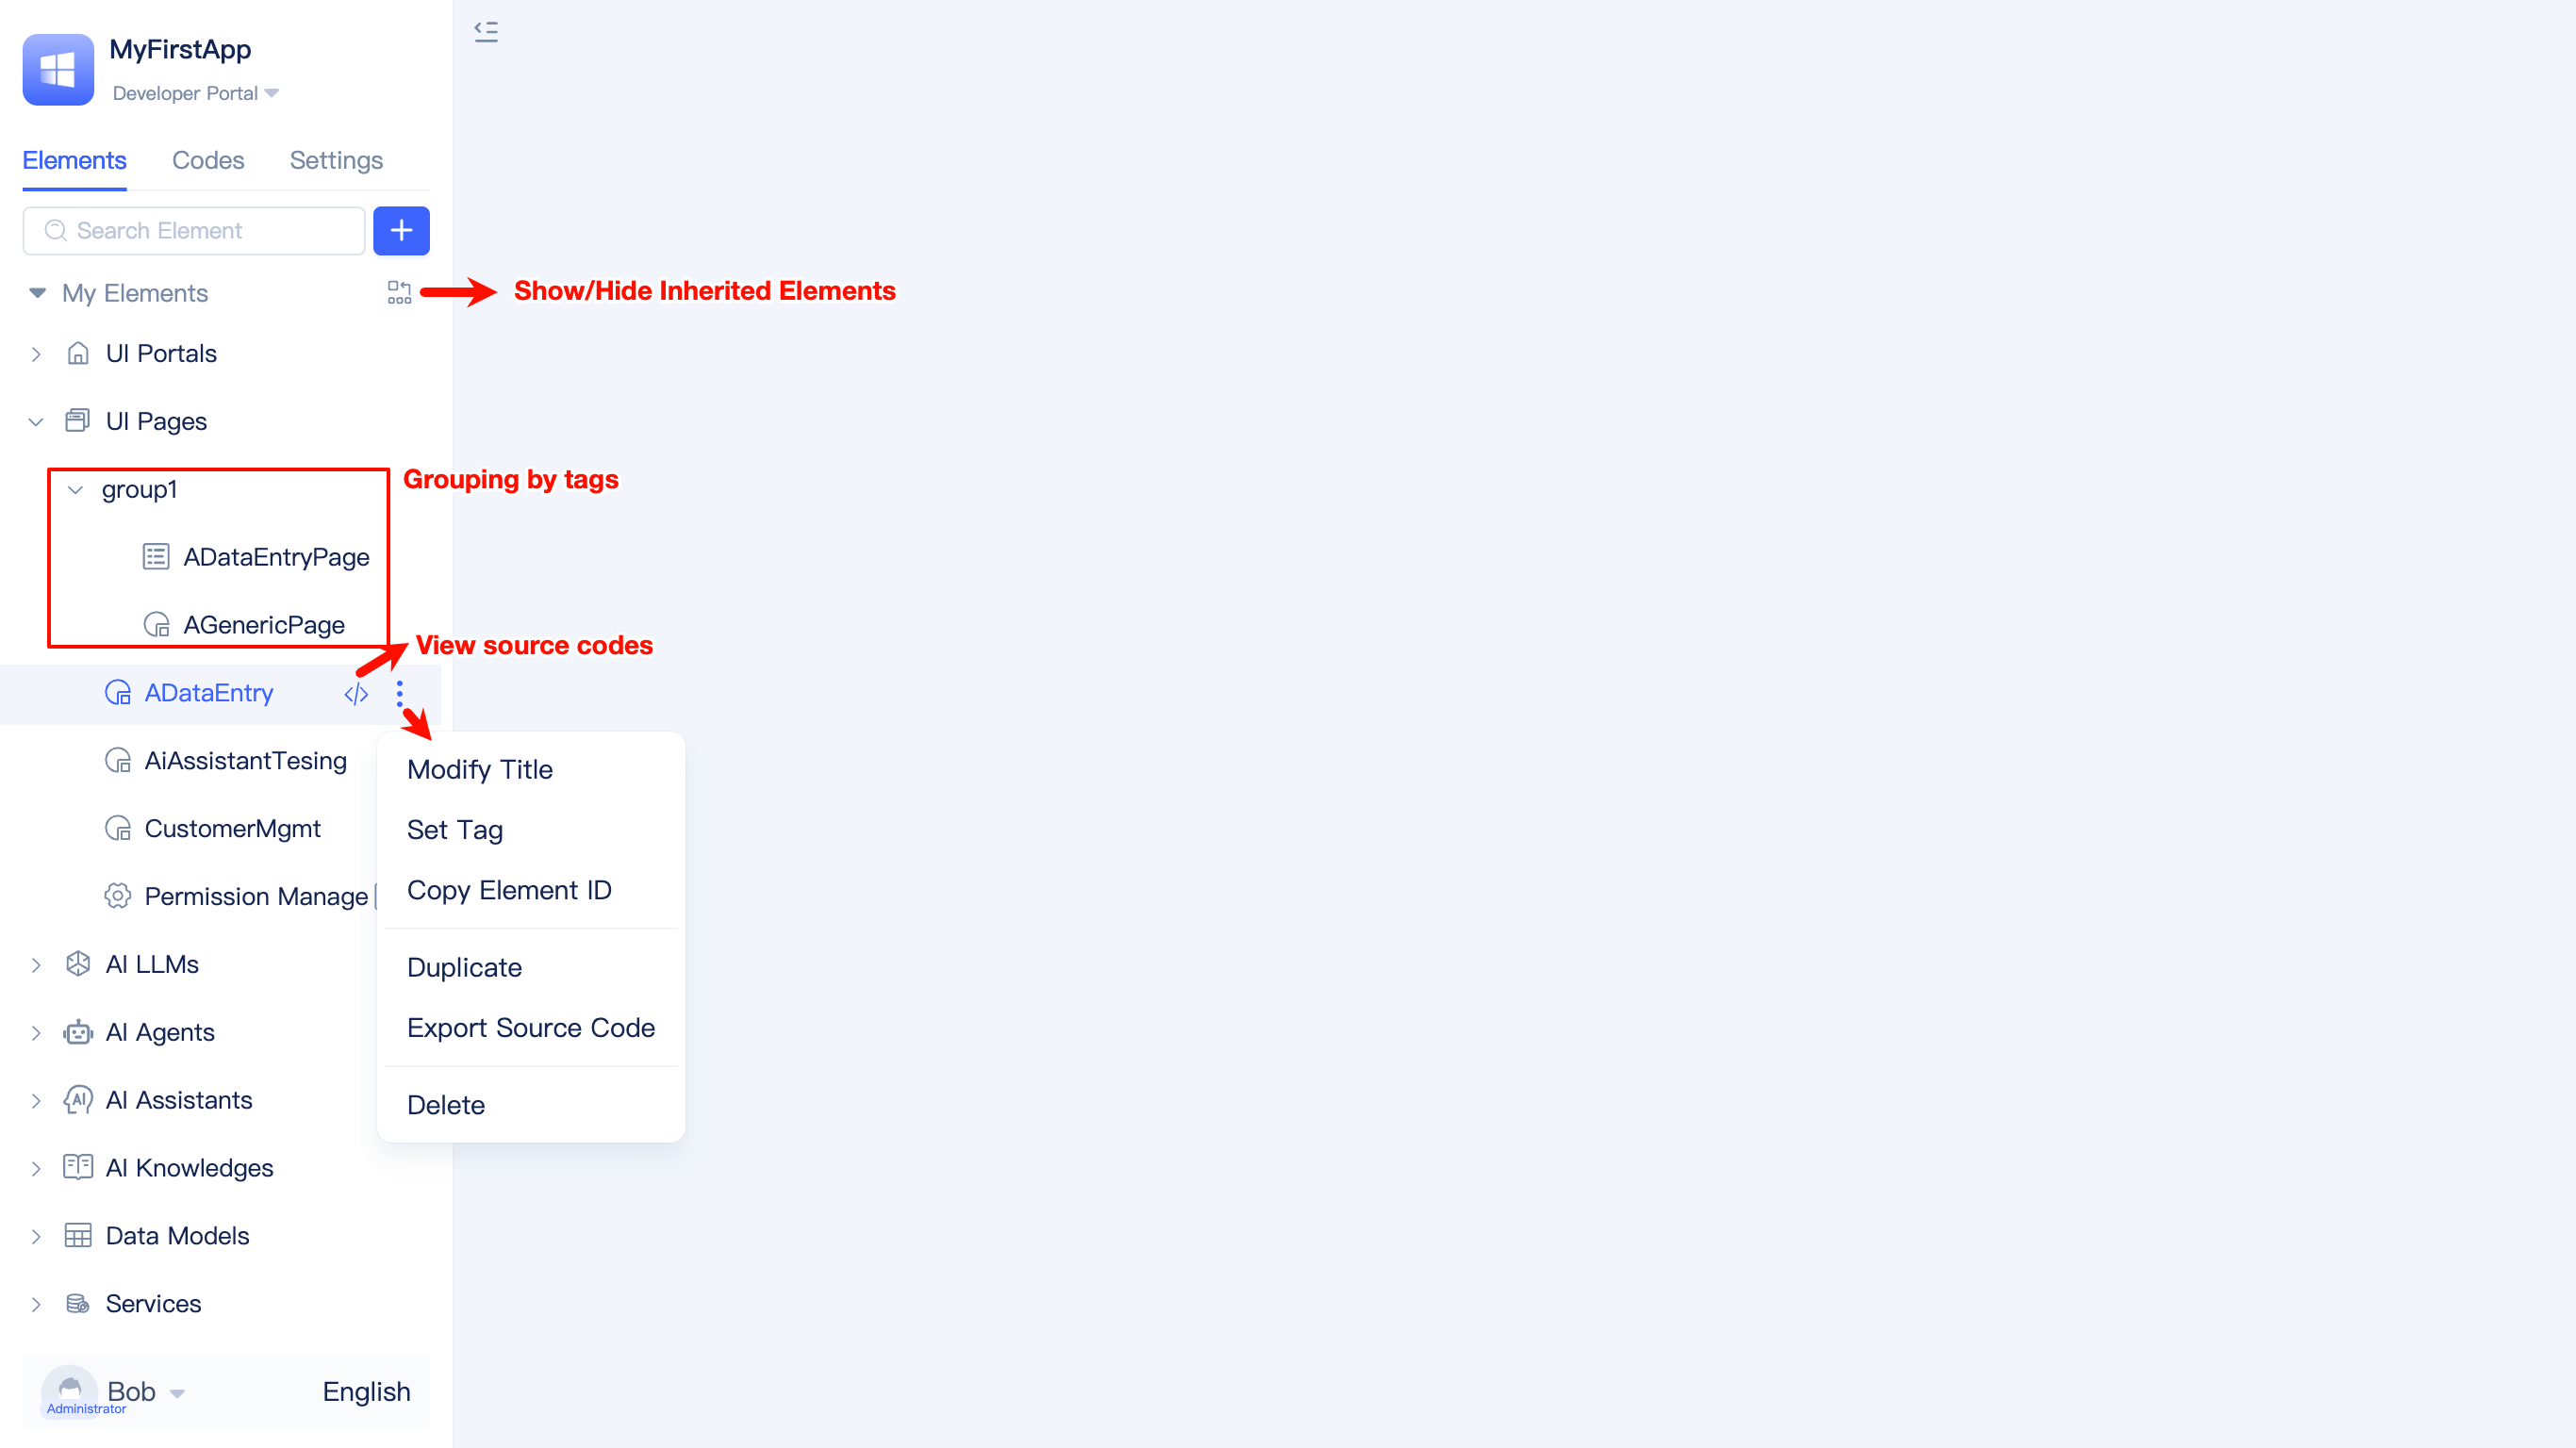 MyFirstApp
Developer Portal
Elements Codes Settings
Search Element
My Elements
Show/Hide Inherited Elements
UI Portals
UI Pages
Grouping by tags
group1
ADataEntryPage
AGenericPage
View source codes
ADataEntry
AiAssistantTesing
Modify Title
Set Tag
CustomerMgmt
Copy Element ID
Permission Manage
Duplicate
AI LLMs
Export Source Code
AI Agents
Delete
AI Assistants
AI Knowledges
Data Models
Services
Bob English
Administrator